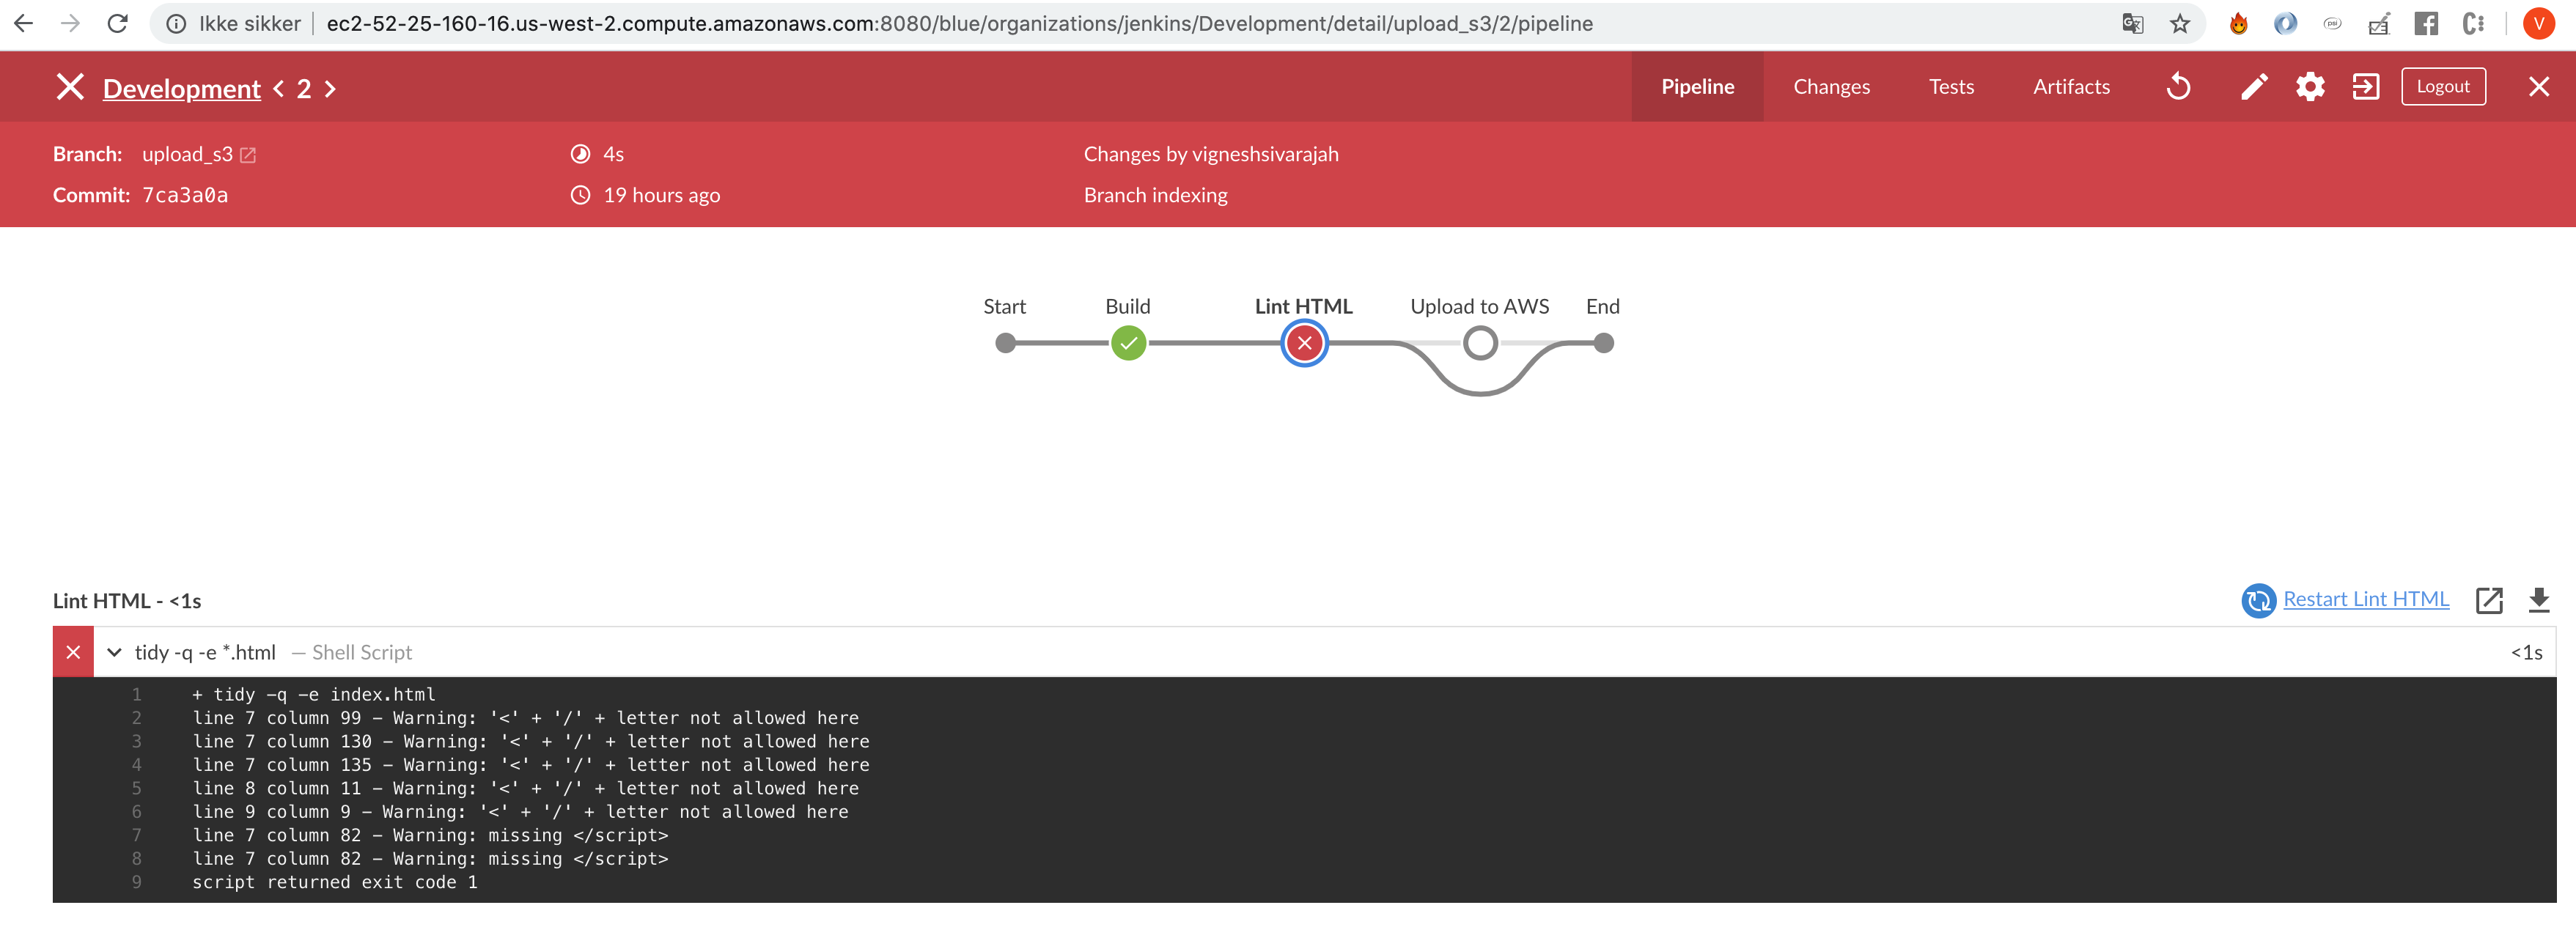 Ikke sikker ec2-52-25-160-16.us-west-2.compute.amazonaws.com:8080/blue/organizations/jenkins/Development/detail/upload_s3/2/pipeline
psi
V
Development < 2 >
Pipeline Changes Tests Artifacts Logout
Branch: upload_s3 4s Changes by vigneshsivarajah
Commit: 7ca3a0a 19 hours ago Branch indexing
Start Build Lint HTML Upload to AWS End
Lint HTML - <1s Restart Lint HTML
tidy -q -e *.html — Shell Script <1s
1 + tidy -q -e index.html
2 line 7 column 99 - Warning: '<' + '/' + letter not allowed here
3 line 7 column 130 - Warning: '<' + '/' + letter not allowed here
4 line 7 column 135 - Warning: '<' + '/' + letter not allowed here
5 line 8 column 11 - Warning: '<' + '/' + letter not allowed here
6 line 9 column 9 - Warning: '<' + '/' + letter not allowed here
7 line 7 column 82 - Warning: missing </script>
8 line 7 column 82 - Warning: missing </script>
9 script returned exit code 1